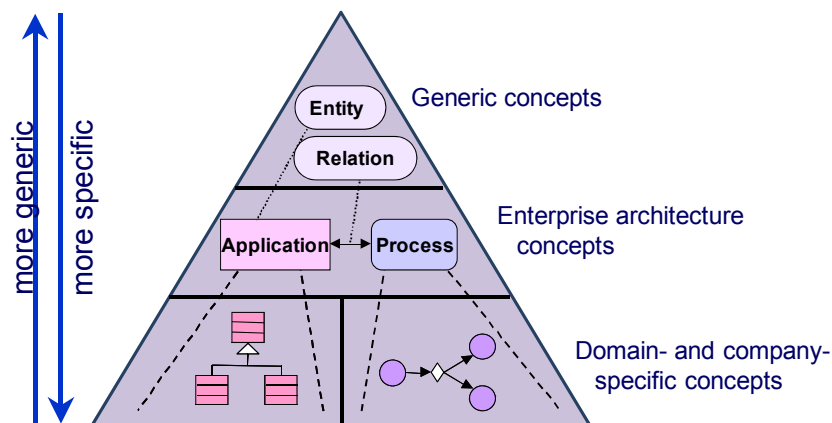 Entity
Generic concepts
Relation
more generic
more specific
Application
Process
Enterprise architecture
concepts
Domain- and company-
specific concepts